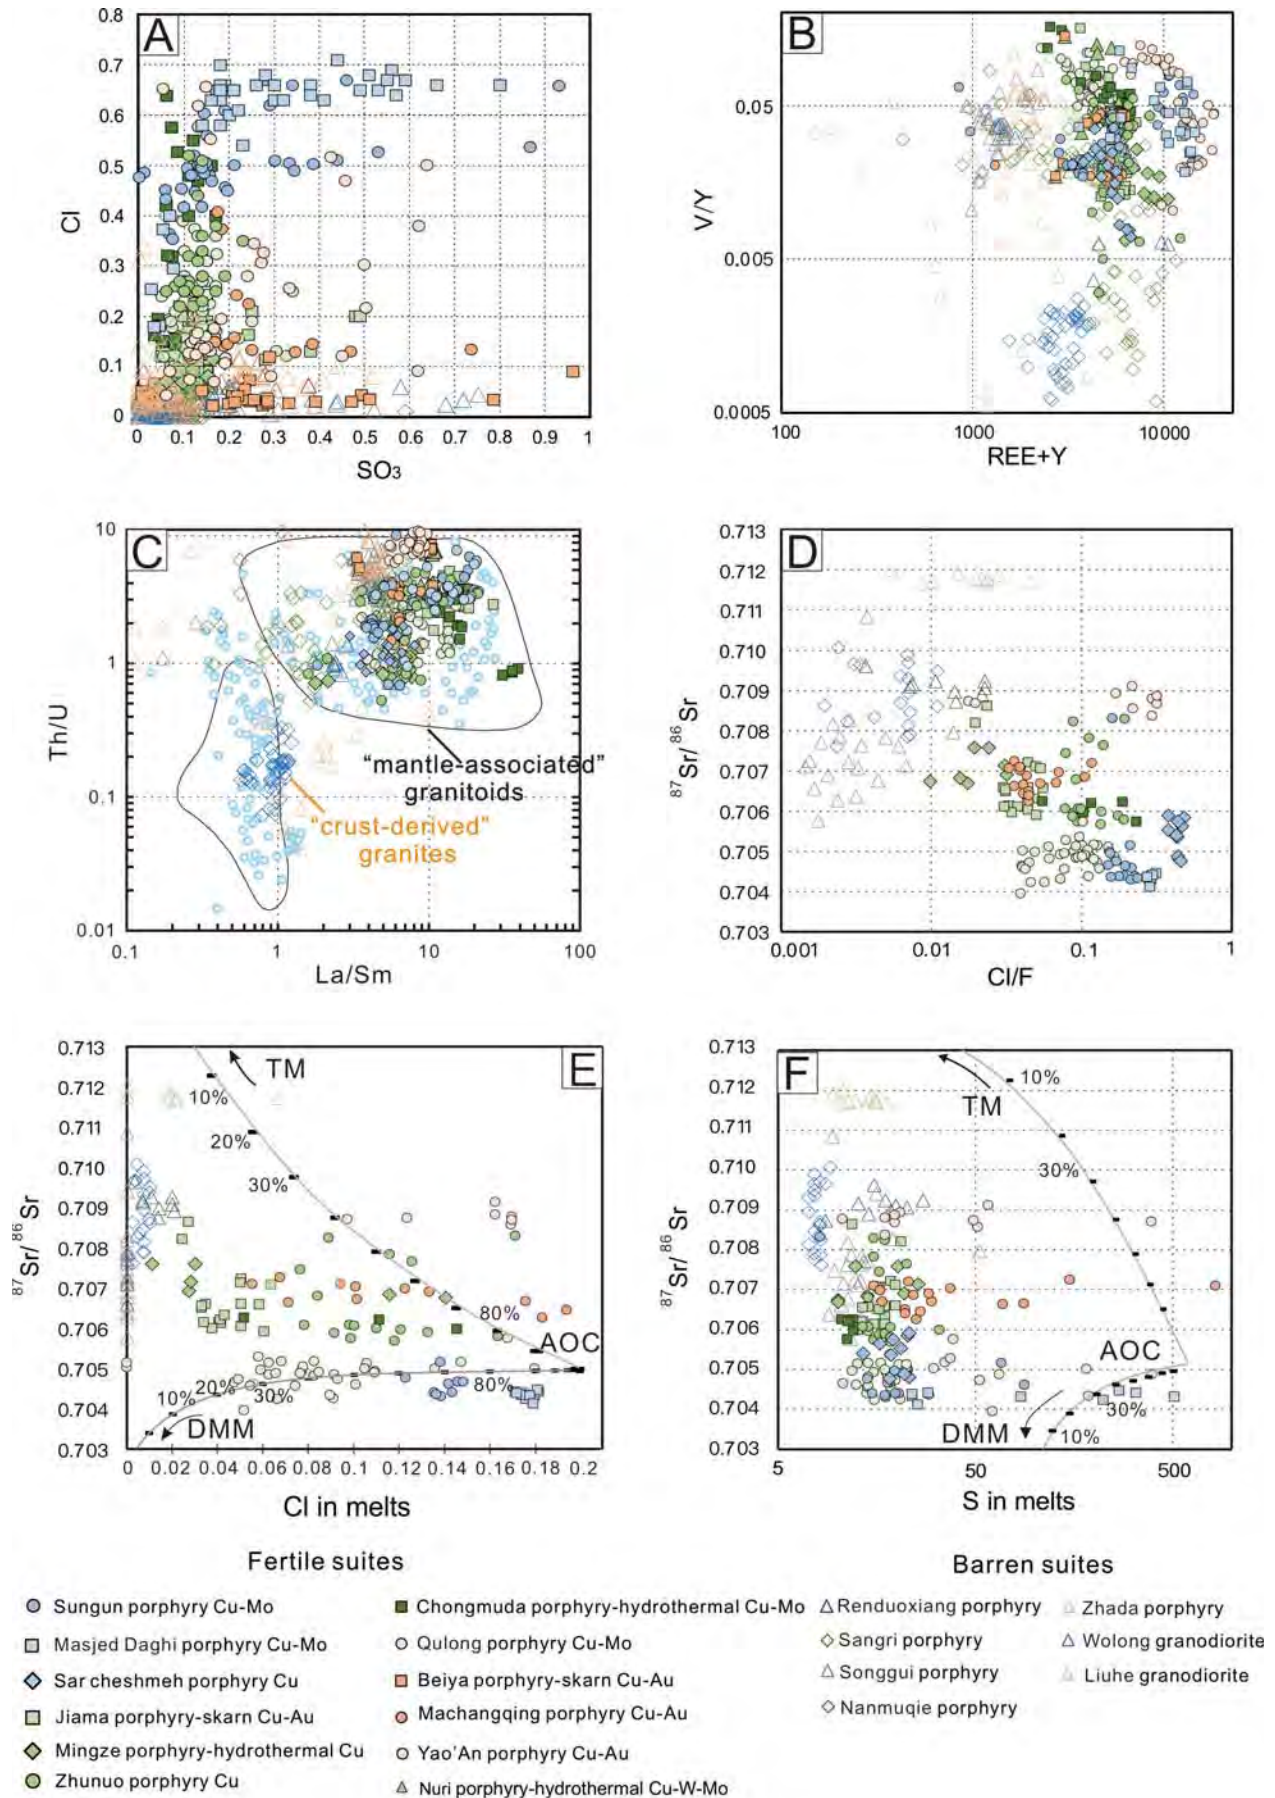 A
0.8
0.7
0.6
0.5
0.4
0.3
0.2
0.1
0
Cl
0 0.1 0.2 0.3 0.4 0.5 0.6 0.7 0.8 0.9 1
SO3
B
0.05
0.005
0.0005
V/Y
100 1000 10000
REE+Y
C
10
1
0.1
0.01
Th/U
"mantle-associated"
granitoids
"crust-derived"
granites
0.1 1 10 100
La/Sm
D
0.713
0.712
0.711
0.710
0.709
0.708
0.707
0.706
0.705
0.704
0.703
87Sr/86Sr
0.001 0.01 0.1 1
Cl/F
E
0.713
0.712
0.711
0.710
0.709
0.708
0.707
0.706
0.705
0.704
0.703
87Sr/86Sr
TM
10%
20%
30%
80%
AOC
10% 20% 30% 80%
DMM
0 0.02 0.04 0.06 0.08 0.1 0.12 0.14 0.16 0.18 0.2
Cl in melts
F
0.713
0.712
0.711
0.710
0.709
0.708
0.707
0.706
0.705
0.704
0.703
87Sr/86Sr
TM
10%
30%
AOC
DMM
30%
10%
5 50 500
S in melts
Fertile suites
Sungun porphyry Cu-Mo
Masjed Daghi porphyry Cu-Mo
Sar cheshmeh porphyry Cu
Jiama porphyry-skarn Cu-Au
Mingze porphyry-hydrothermal Cu
Zhunuo porphyry Cu
Chongmuda porphyry-hydrothermal Cu-Mo
Qulong porphyry Cu-Mo
Beiya porphyry-skarn Cu-Au
Machangqing porphyry Cu-Au
Yao'An porphyry Cu-Au
Nuri porphyry-hydrothermal Cu-W-Mo
Barren suites
Renduoxiang porphyry
Sangri porphyry
Songgui porphyry
Nanmuqie porphyry
Zhada porphyry
Wolong granodiorite
Liuhe granodiorite